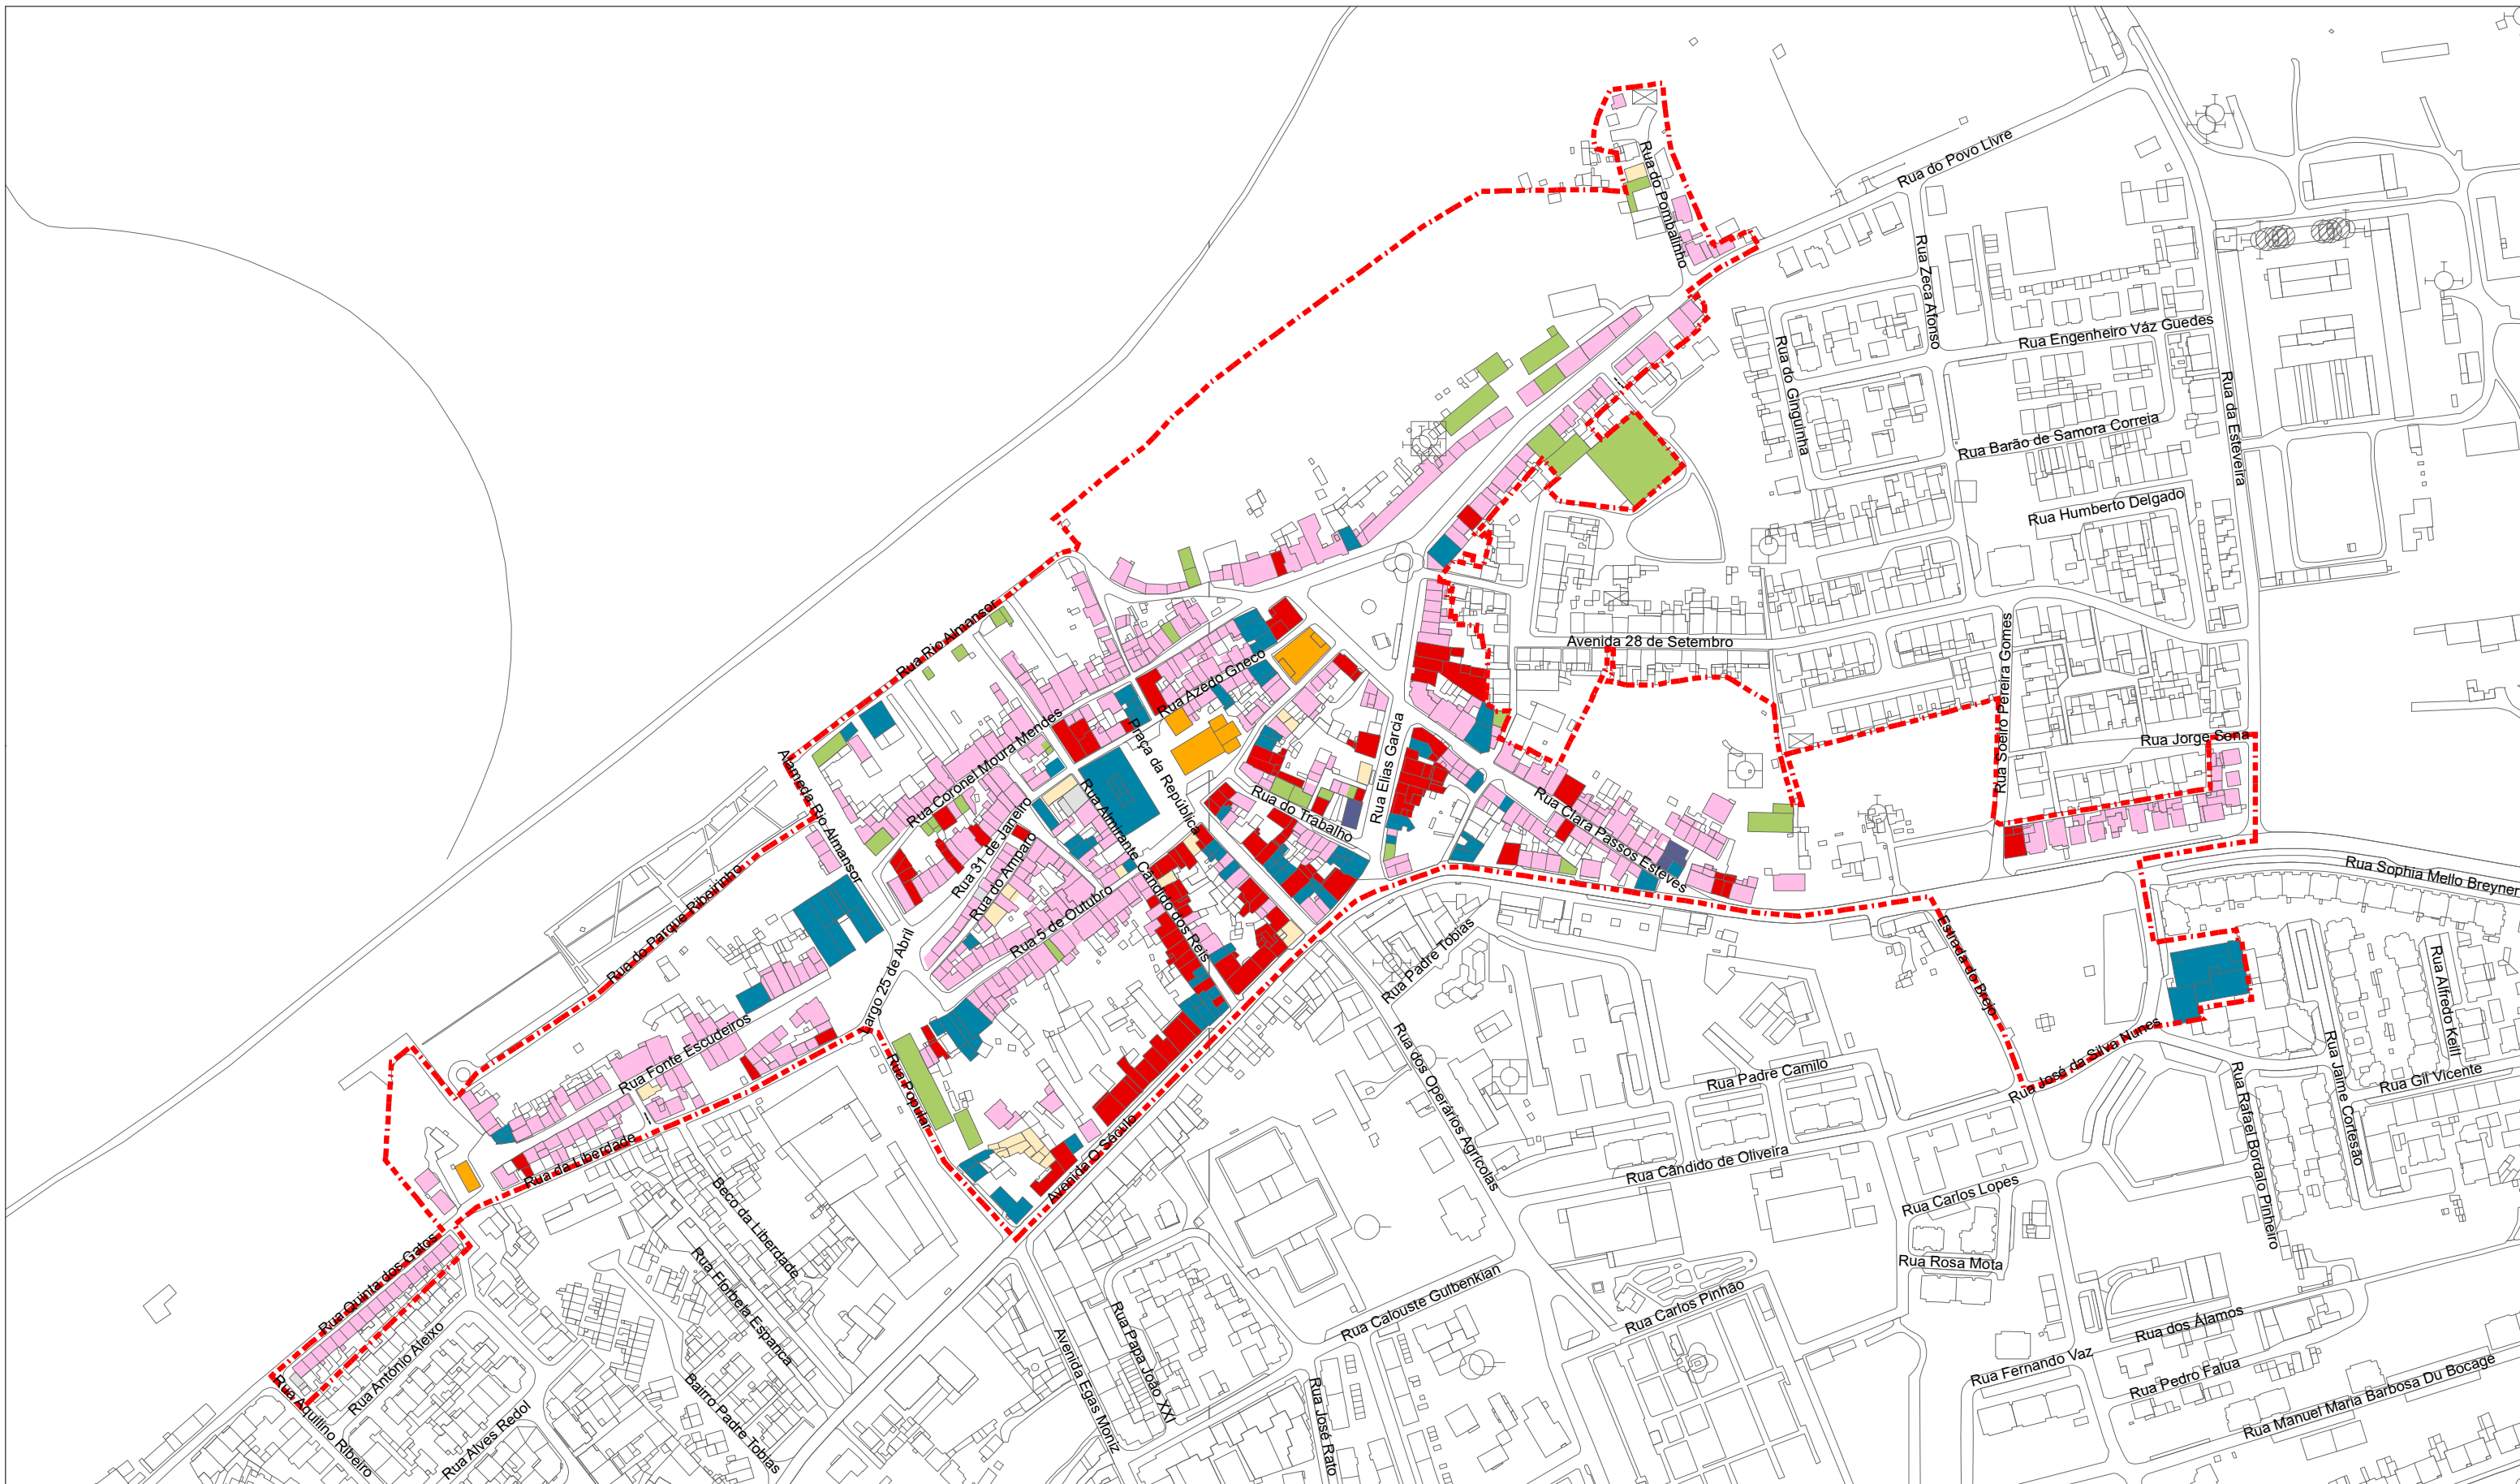 Rua do Povo Livre
Rua do Pombalinho
Rua Zeca Afonso
Rua Engenheiro Váz Guedes
Rua do Ginguinha
Rua da Esteveira
Rua Barão de Samora Correia
Rua Humberto Delgado
Rua Rio Almansor
Avenida 28 de Setembro
Rua Soeiro Pereira Gomes
Rua Azedo Gneco
Rua Jorge Sena
Rua Coronel Moura Mendes
Praça da República
Rua Elias Garcia
Alameda Rio Almansor
Rua 31 de Janeiro
Rua do Amparo
Rua Almirante Cândido dos Reis
Rua do Trabalho
Rua Clara Passos Esteves
Rua do Parque Ribeirinho
Rua 5 de Outubro
Largo 25 de Abril
Rua Sophia Mello Breyner
Rua Padre Tobias
Estrada do Brejo
Rua Alfredo Keill
Rua Fonte Escudeiros
Rua José da Silva Nunes
Rua Popular
Rua dos Operários Agrícolas
Rua Padre Camilo
Rua Jaime Cortesão
Rua Gil Vicente
Rua Rafael Bordalo Pinheiro
Rua da Liberdade
Avenida O Século
Rua Cândido de Oliveira
Rua Carlos Lopes
Beco da Liberdade
Rua Quinta dos Gatos
Rua Florbela Espanca
Rua Rosa Mota
Rua Calouste Gulbenkian
Rua Carlos Pinhão
Rua António Aleixo
Rua dos Álamos
Rua Papa João XXI
Avenida Egas Moniz
Rua Fernando Vaz
Rua Pedro Falua
Rua Aquilino Ribeiro
Rua Alves Redol
Bairro Padre Tobias
Rua José Rato
Rua Manuel Maria Barbosa Du Bocage